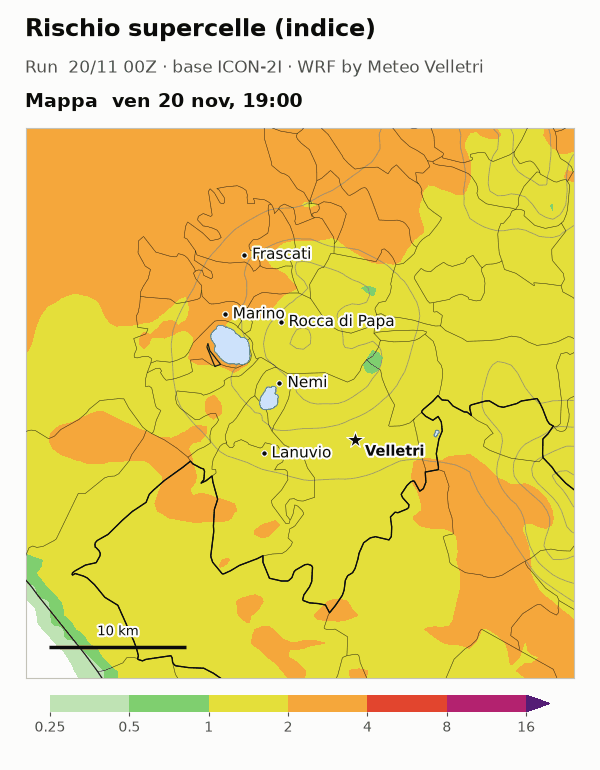 Rischio supercelle (indice)
Run  20/11 00Z · base ICON-2I · WRF by Meteo Velletri
Mappa  ven 20 nov, 19:00
Frascati
Marino
Rocca di Papa
Nemi
Velletri
Lanuvio
10 km
0.25 0.5 1 2 4 8 16